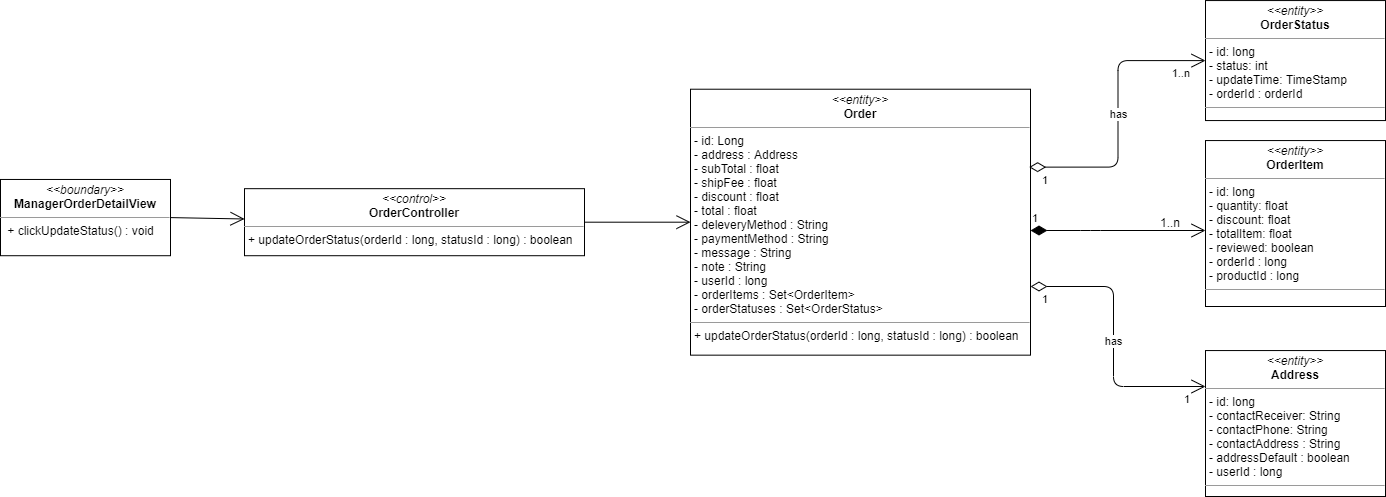 <<boundary>>
ManagerOrderDetailView
+ clickUpdateStatus() : void
<<control>>
OrderController
+ updateOrderStatus(orderId : long, statusId : long) : boolean
<<entity>>
Order
- id: Long
- address : Address
- subTotal : float
- shipFee : float
- discount : float
- total : float
- deleveryMethod : String
- paymentMethod : String
- message : String
- note : String
- userId : long
- orderItems : Set<OrderItem>
- orderStatuses : Set<OrderStatus>
+ updateOrderStatus(orderId : long, statusId : long) : boolean
1
has
1..n
1
1..n
1
has
1
<<entity>>
OrderStatus
- id: long
- status: int
- updateTime: TimeStamp
- orderId : orderId
<<entity>>
OrderItem
- id: long
- quantity: float
- discount: float
- totalItem: float
- reviewed: boolean
- orderId : long
- productId : long
<<entity>>
Address
- id: long
- contactReceiver: String
- contactPhone: String
- contactAddress : String
- addressDefault : boolean
- userId : long